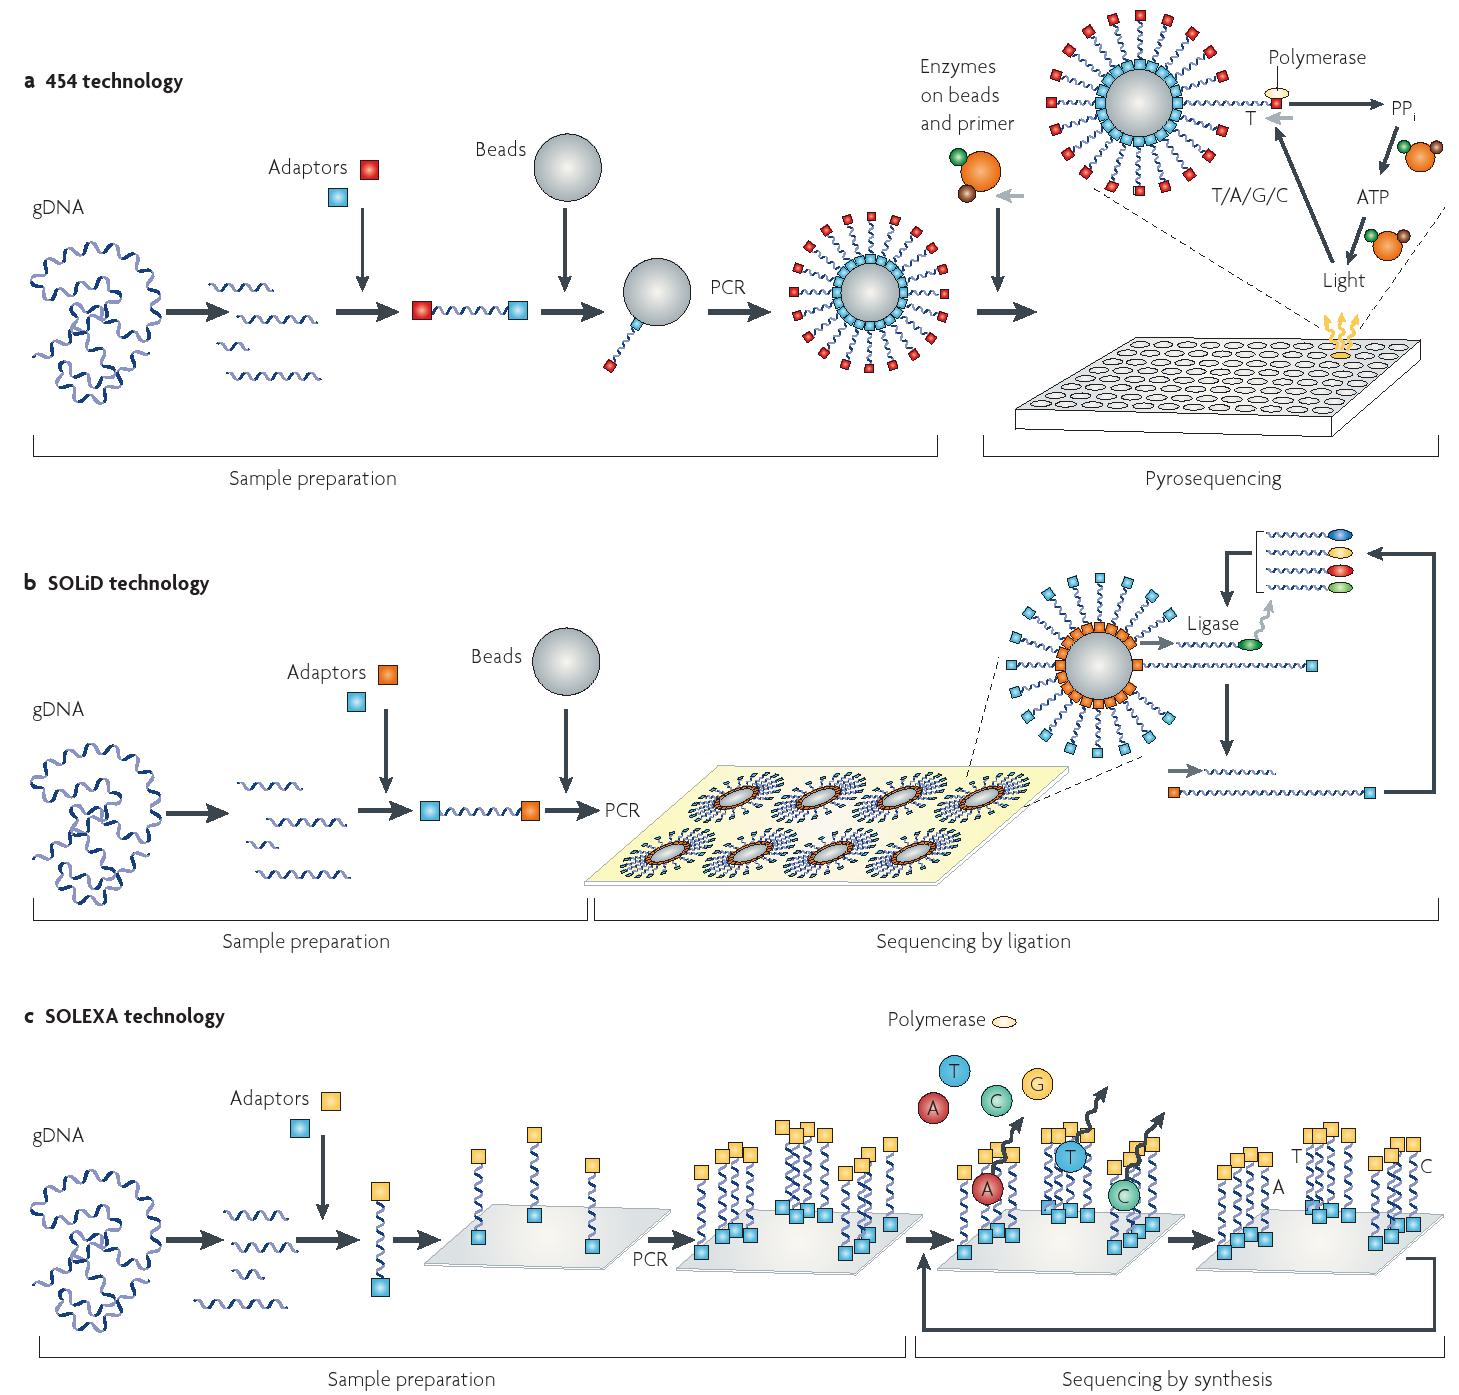 a 454 technology
Enzymes
on beads
and primer
Polymerase
T
PPi
Adaptors
Beads
gDNA
PCR
T/A/G/C
ATP
Light
Sample preparation
Pyrosequencing
b SOLiD technology
Ligase
Adaptors
Beads
gDNA
PCR
Sample preparation
Sequencing by ligation
c SOLEXA technology
Polymerase
T
A
C
G
Adaptors
gDNA
A
T
C
PCR
T
A
C
Sample preparation
Sequencing by synthesis